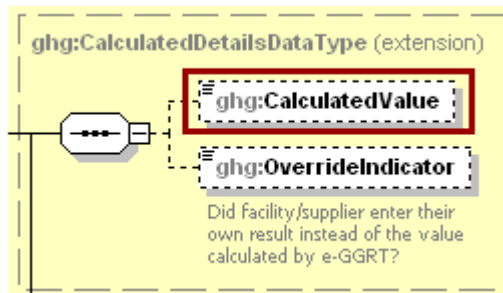 ghg:CalculatedDetailsDataType (extension)
ghg:CalculatedValue
ghg:OverrideIndicator
Did facility/supplier enter their
own result instead of the value
calculated by e-GGRT?